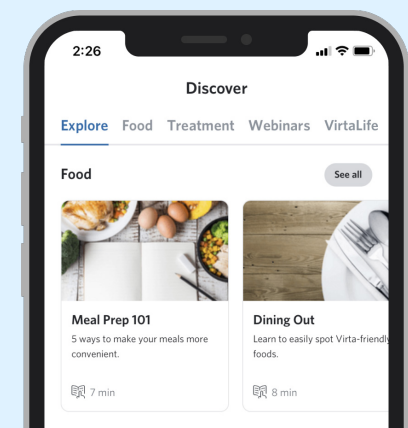 2:26
Discover
Explore Food Treatment Webinars VirtaLife
Food See all
Meal Prep 101
5 ways to make your meals more
convenient.
7 min
Dining Out
Learn to easily spot Virta-friendly
foods.
8 min